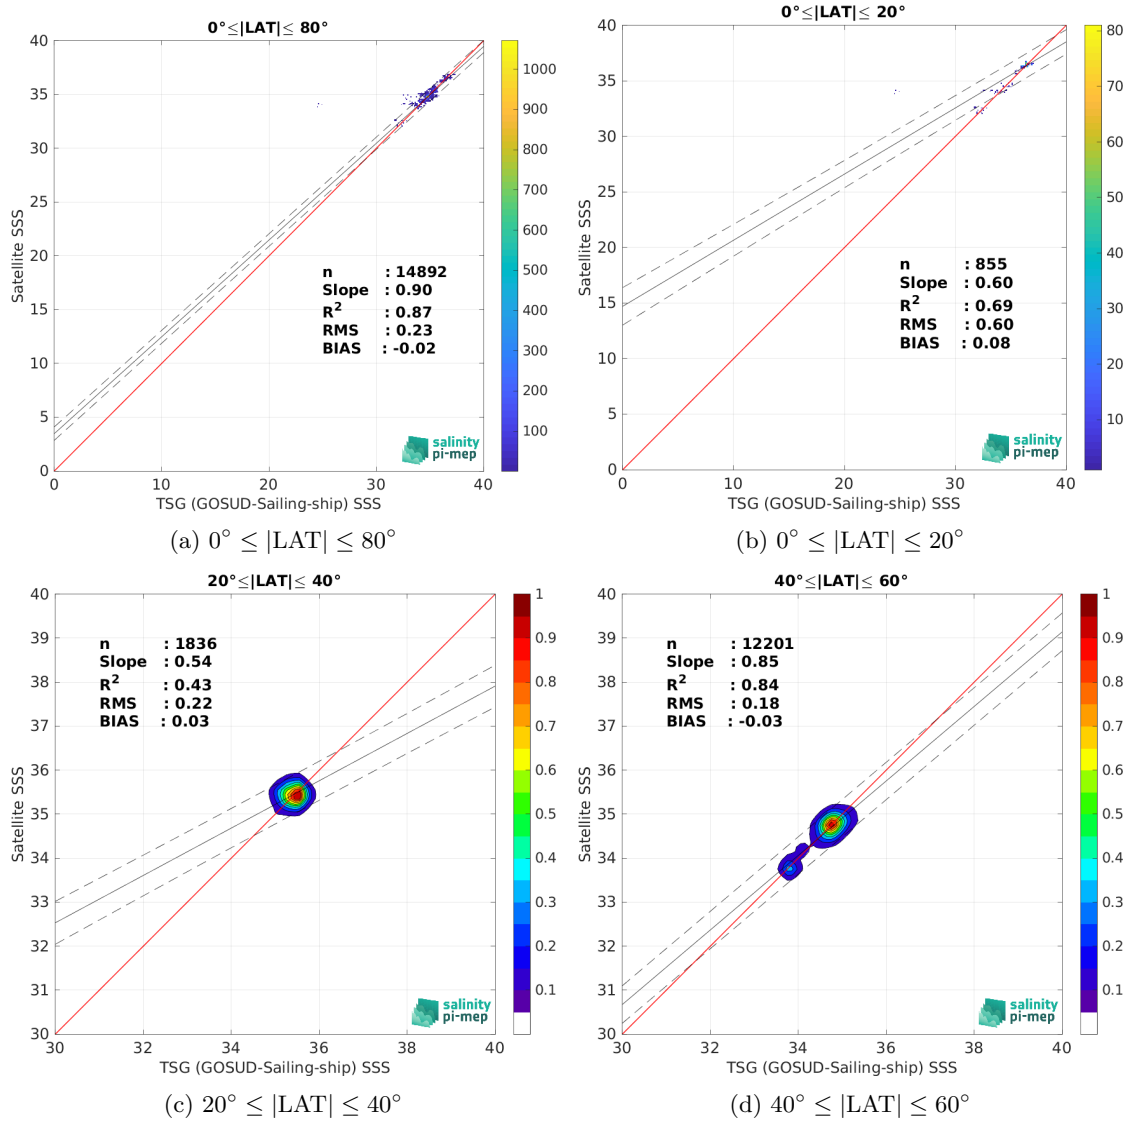 0°≤|LAT|≤ 80°
40
35
30
25
20
15
10
5
0
0
10
20
30
40
Satellite SSS
TSG (GOSUD-Sailing-ship) SSS
n : 14892
Slope : 0.90
R² : 0.87
RMS : 0.23
BIAS : -0.02
salinity
pi-mep
1000
900
800
700
600
500
400
300
200
100
(a) 0° ≤ |LAT| ≤ 80°
0°≤|LAT|≤ 20°
40
35
30
25
20
15
10
5
0
0
10
20
30
40
Satellite SSS
TSG (GOSUD-Sailing-ship) SSS
n : 855
Slope : 0.60
R² : 0.69
RMS : 0.60
BIAS : 0.08
salinity
pi-mep
80
70
60
50
40
30
20
10
(b) 0° ≤ |LAT| ≤ 20°
20°≤|LAT|≤ 40°
40
39
38
37
36
35
34
33
32
31
30
30
32
34
36
38
40
Satellite SSS
TSG (GOSUD-Sailing-ship) SSS
n : 1836
Slope : 0.54
R² : 0.43
RMS : 0.22
BIAS : 0.03
salinity
pi-mep
1
0.9
0.8
0.7
0.6
0.5
0.4
0.3
0.2
0.1
(c) 20° ≤ |LAT| ≤ 40°
40°≤|LAT|≤ 60°
40
39
38
37
36
35
34
33
32
31
30
30
32
34
36
38
40
Satellite SSS
TSG (GOSUD-Sailing-ship) SSS
n : 12201
Slope : 0.85
R² : 0.84
RMS : 0.18
BIAS : -0.03
salinity
pi-mep
1
0.9
0.8
0.7
0.6
0.5
0.4
0.3
0.2
0.1
(d) 40° ≤ |LAT| ≤ 60°